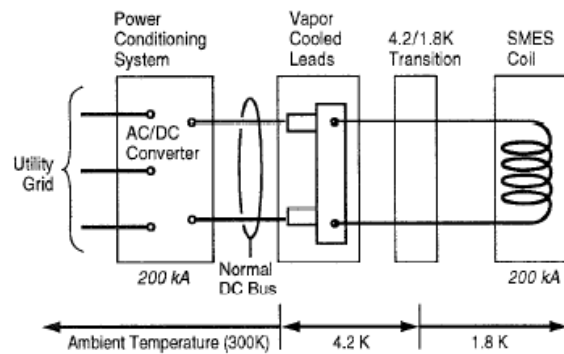 Power
Conditioning
System
Vapor
Cooled
Leads
4.2/1.8K
Transition
SMES
Coil
Utility
Grid
AC/DC
Converter
200 kA
Normal
DC Bus
200 kA
Ambient Temperature (300K)
4.2 K
1.8 K